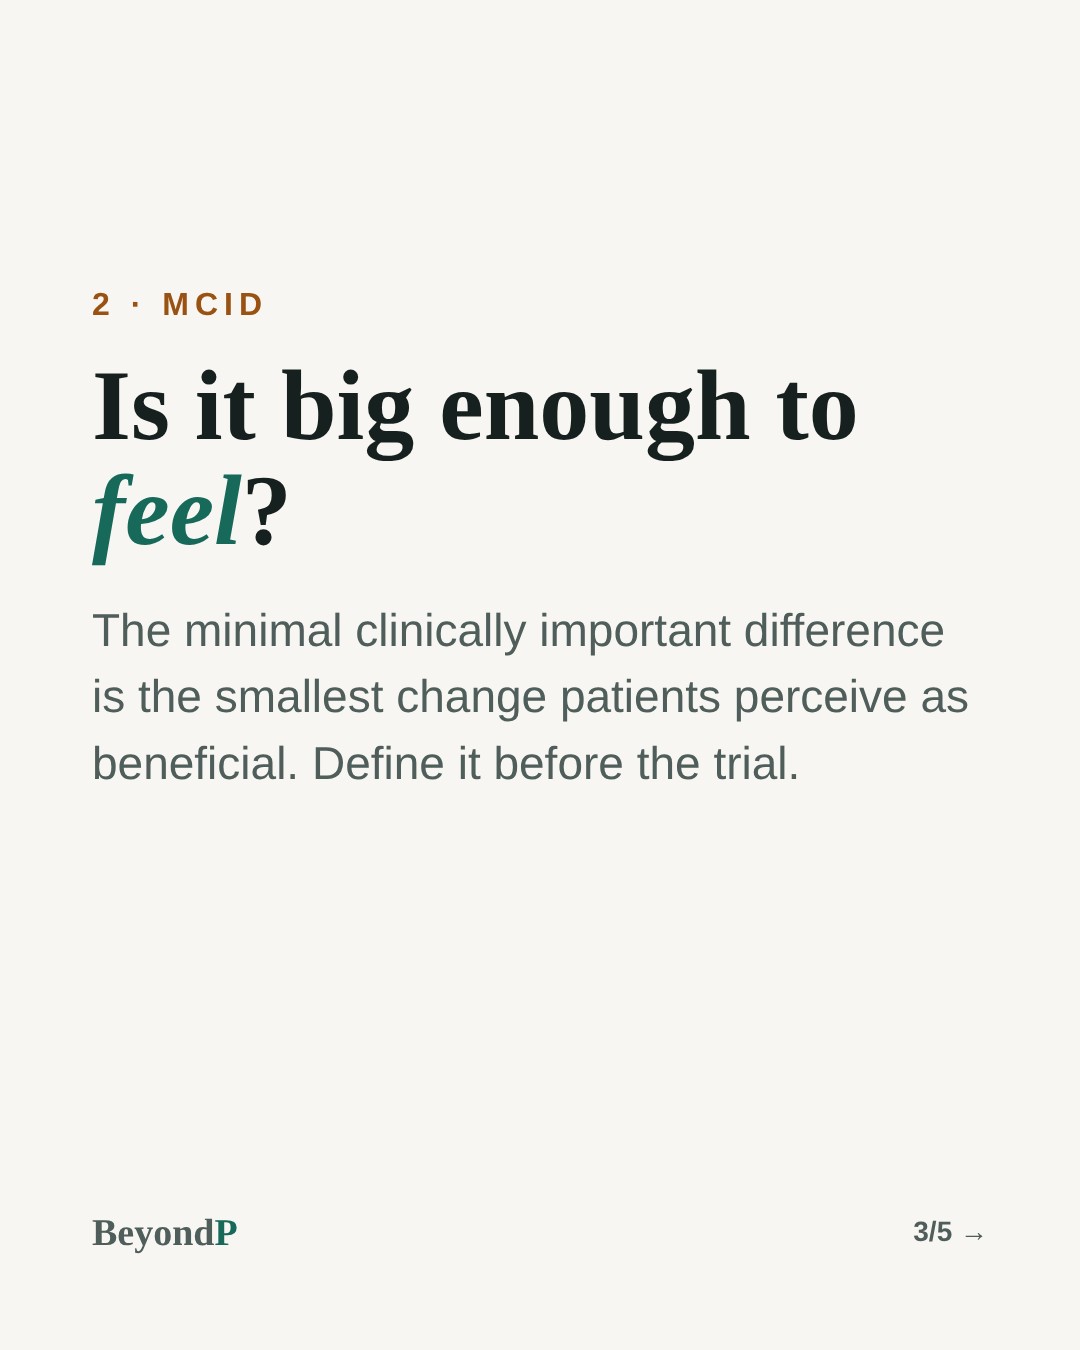 2 · MCID
Is it big enough to
feel?
The minimal clinically important difference
is the smallest change patients perceive as
beneficial. Define it before the trial.
BeyondP
3/5 →